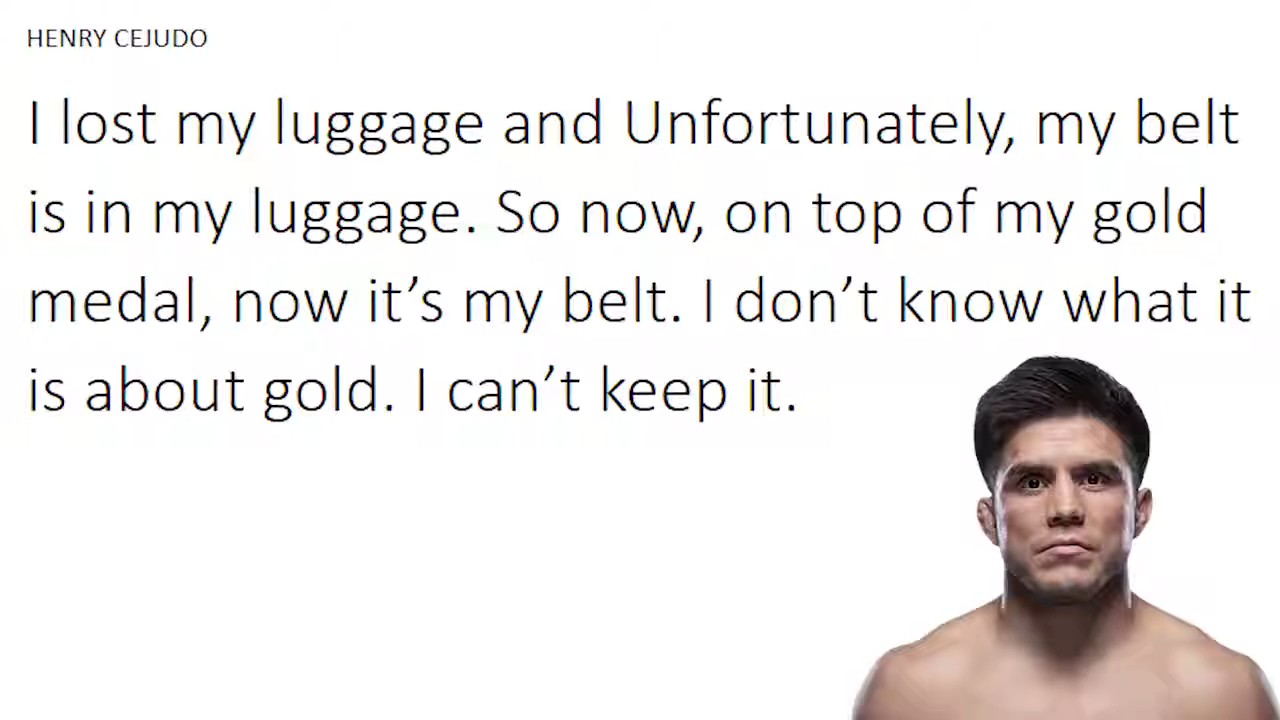 HENRY CEJUDO
I lost my luggage and Unfortunately, my belt
is in my luggage. So now, on top of my gold
medal, now it’s my belt. I don’t know what it
is about gold. I can’t keep it.